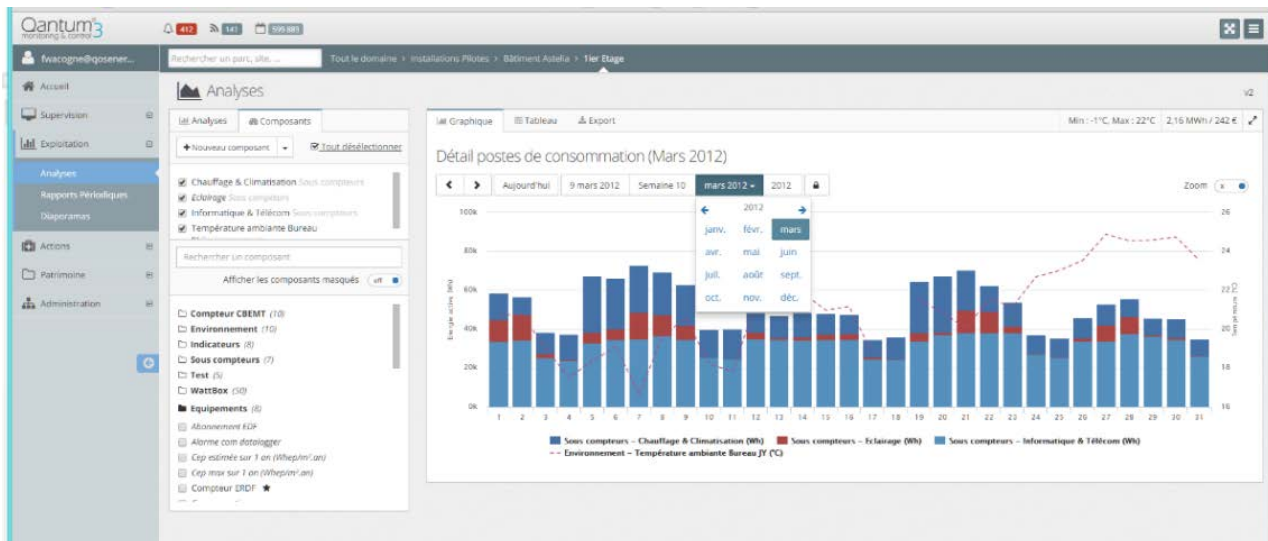 Qantum³
monitoring & control
412 141 599 883
fwacogne@qosener...
Rechercher un parc, site, ...
Tout le domaine > Installations Pilotes > Bâtiment Astelia > 1ier Etage
Accueil
Supervision
Exploitation
Analyses
Rapports Périodiques
Diaporamas
Actions
Patrimoine
Administration
Analyses
v2
Analyses
Composants
+Nouveau composant
Tout désélectionner
Chauffage & Climatisation Sous compteurs
Eclairage Sous compteurs
Informatique & Télécom Sous compteurs
Température ambiante Bureau
Rechercher un composant
Afficher les composants masqués off
Compteur CBEMT (10)
Environnement (10)
Indicateurs (8)
Sous compteurs (7)
Test (5)
WattBox (50)
Equipements (8)
Abonnement EDF
Alarme com datalogger
Cep estimée sur 1 an (Whep/m².an)
Cep max sur 1 an (Whep/m².an)
Compteur ERDF ★
Graphique Tableau Export
Min : -1°C, Max : 22°C 2,16 MWh / 242 €
Détail postes de consommation (Mars 2012)
Aujourd'hui 9 mars 2012 Semaine 10 mars 2012 2012
Zoom x
2012
janv. févr. mars
avr. mai juin
juil. août sept.
oct. nov. déc.
100k
80k
60k
40k
20k
0k
Energie active (Wh)
26
24
22
20
18
16
Température (°C)
1 2 3 4 5 6 7 8 9 10 11 12 13 14 15 16 17 18 19 20 21 22 23 24 25 26 27 28 29 30 31
Sous compteurs – Chauffage & Climatisation (Wh) Sous compteurs – Eclairage (Wh) Sous compteurs – Informatique & Télécom (Wh)
Environnement – Température ambiante Bureau JY (°C)